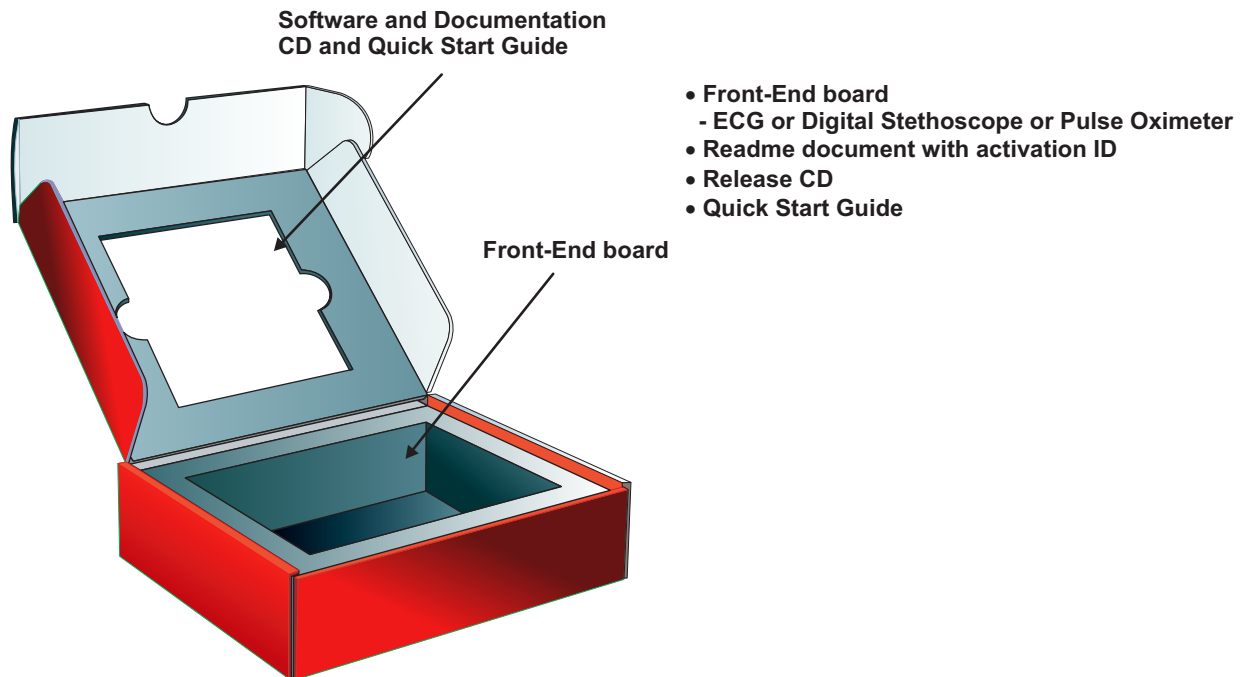 Software and Documentation
CD and Quick Start Guide
• Front-End board
- ECG or Digital Stethoscope or Pulse Oximeter
• Readme document with activation ID
• Release CD
• Quick Start Guide
Front-End board